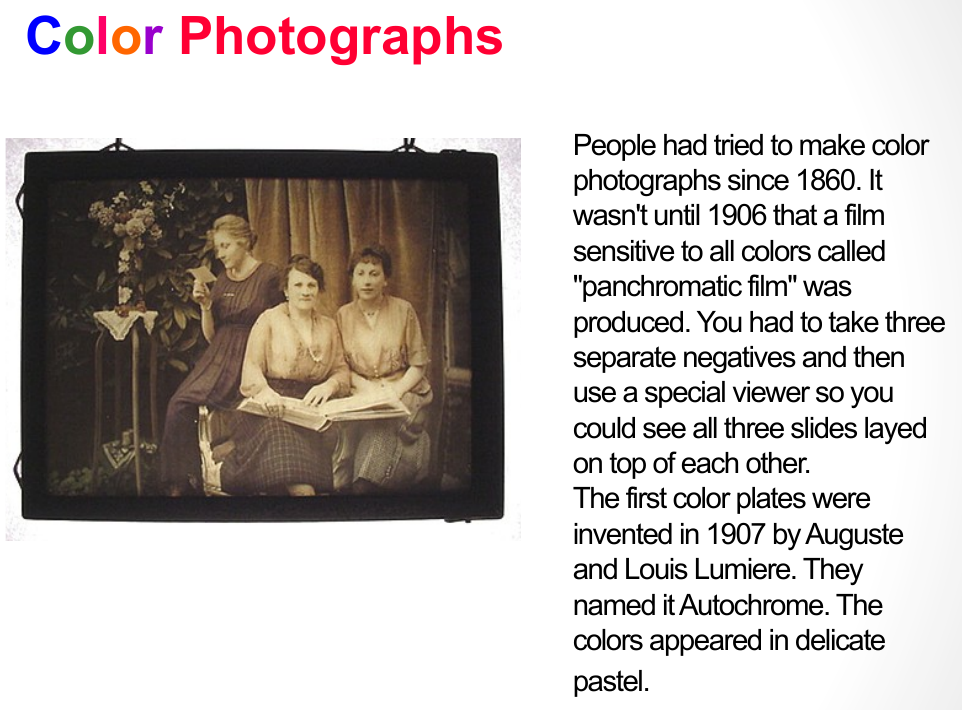 Color Photographs
People had tried to make color
photographs since 1860. It
wasn't until 1906 that a film
sensitive to all colors called
"panchromatic film" was
produced. You had to take three
separate negatives and then
use a special viewer so you
could see all three slides layed
on top of each other.
The first color plates were
invented in 1907 by Auguste
and Louis Lumiere. They
named it Autochrome. The
colors appeared in delicate
pastel.